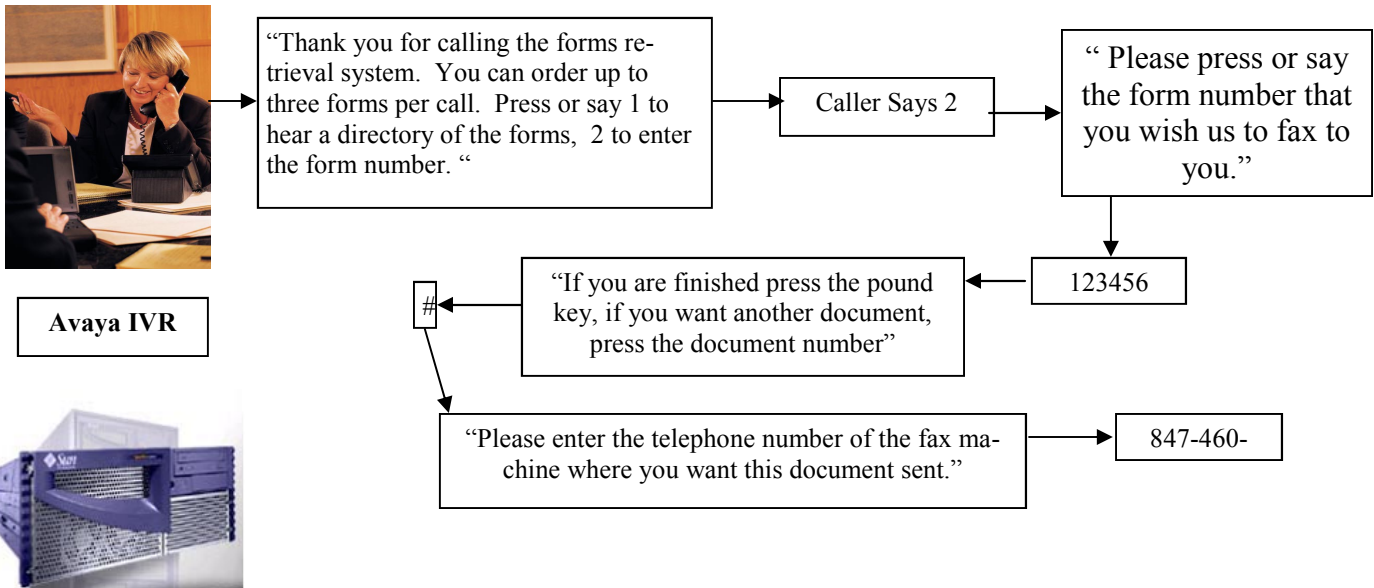 “Thank you for calling the forms re-
trieval system.  You can order up to
three forms per call.  Press or say 1 to
hear a directory of the forms,  2 to enter
the form number. “
Caller Says 2
“ Please press or say
the form number that
you wish us to fax to
you.”
123456
“If you are finished press the pound
key, if you want another document,
press the document number”
#
“Please enter the telephone number of the fax ma-
chine where you want this document sent.”
847-460-
Avaya IVR
Sun